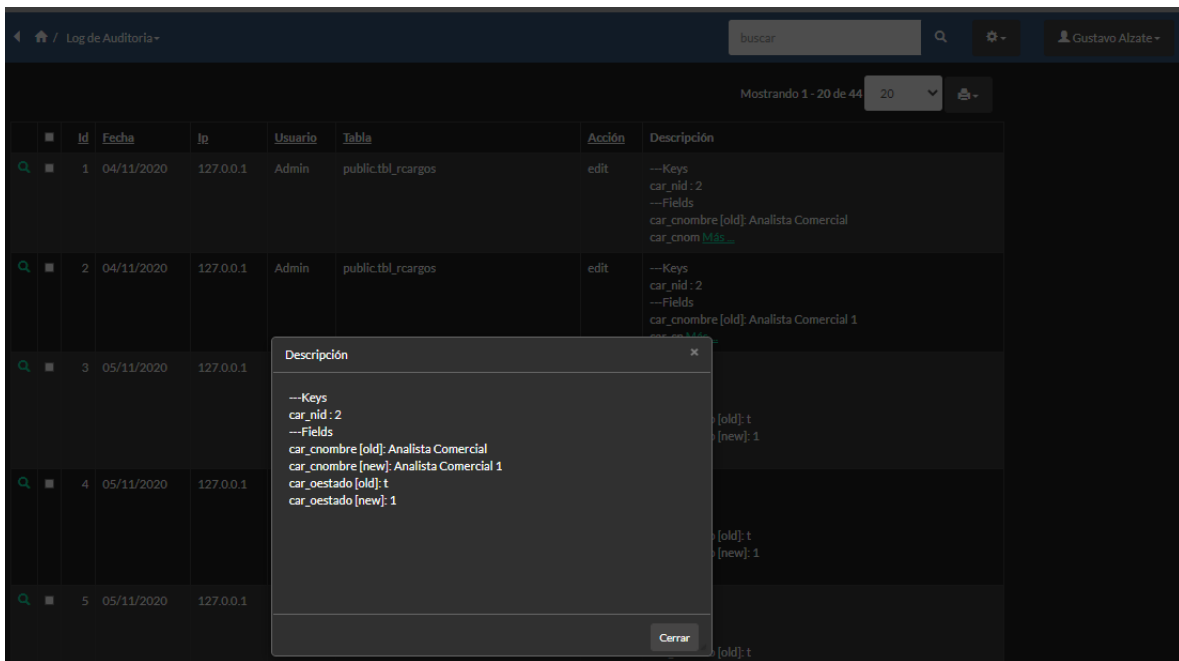 / Log de Auditoria
buscar
Gustavo Alzate
Mostrando 1 - 20 de 44 20
Id Fecha Ip Usuario Tabla Acción Descripción
1 04/11/2020 127.0.0.1 Admin public.tbl_rcargos edit ---Keys
car_nid : 2
---Fields
car_cnombre [old]: Analista Comercial
car_cnom Más ...
2 04/11/2020 127.0.0.1 Admin public.tbl_rcargos edit ---Keys
car_nid : 2
---Fields
car_cnombre [old]: Analista Comercial 1
Descripción ×
---Keys
car_nid : 2
---Fields
car_cnombre [old]: Analista Comercial
car_cnombre [new]: Analista Comercial 1
car_oestado [old]: t
car_oestado [new]: 1
Cerrar
3 05/11/2020 127.0.0.1
[old]: t
[new]: 1
4 05/11/2020 127.0.0.1
[old]: t
[new]: 1
5 05/11/2020 127.0.0.1
[old]: t